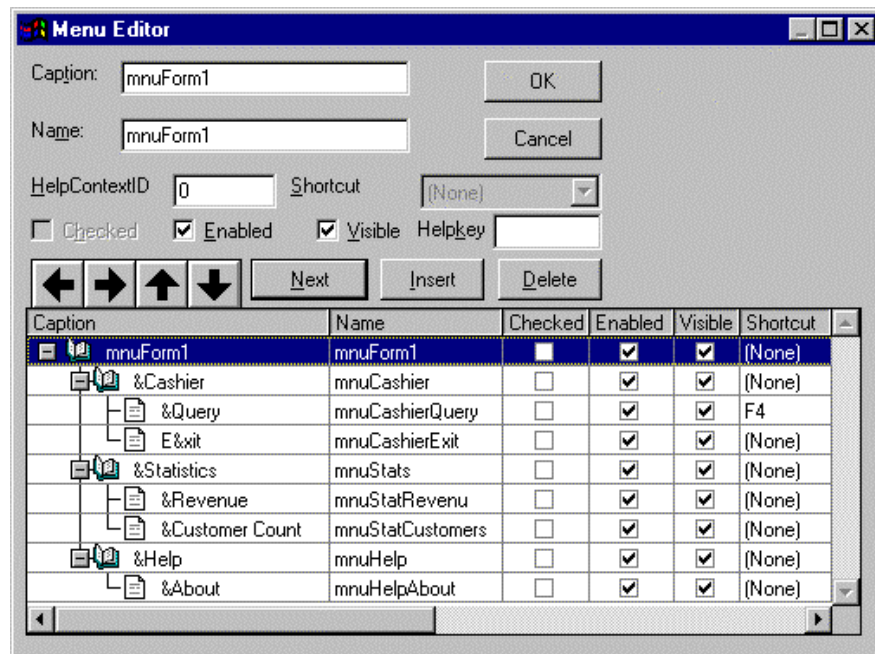 Menu Editor
Caption: mnuForm1 OK
Name: mnuForm1 Cancel
HelpContextID 0 Shortcut (None)
Checked Enabled Visible Helpkey
Next Insert Delete
Caption Name Checked Enabled Visible Shortcut
mnuForm1 mnuForm1 (None)
&Cashier mnuCashier (None)
&Query mnuCashierQuery F4
E&xit mnuCashierExit (None)
&Statistics mnuStats (None)
&Revenue mnuStatRevenu (None)
&Customer Count mnuStatCustomers (None)
&Help mnuHelp (None)
&About mnuHelpAbout (None)